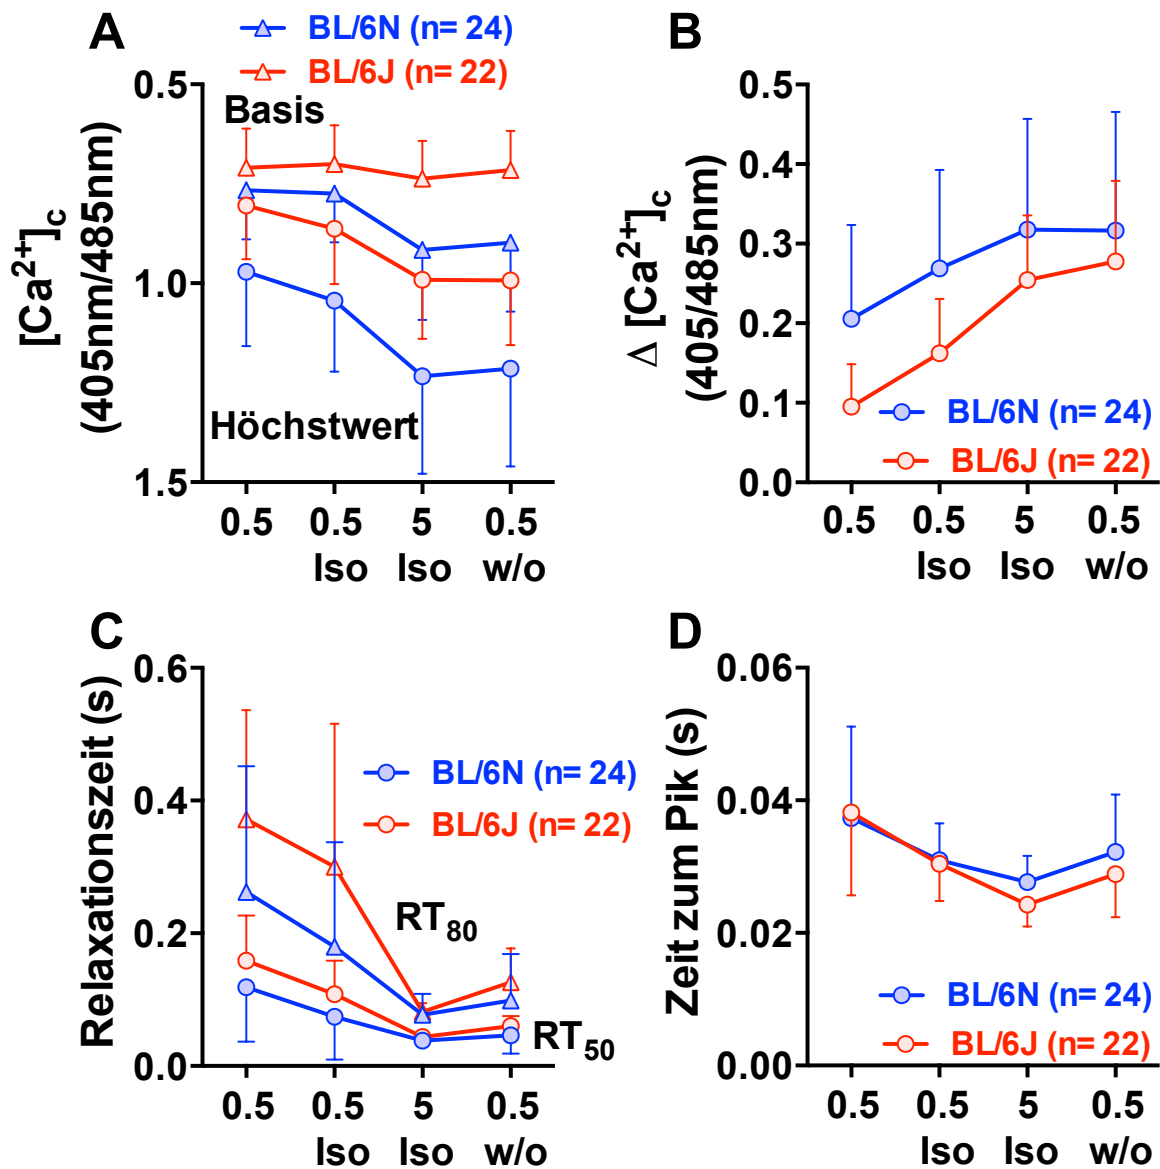 A
BL/6N (n= 24)
BL/6J (n= 22)
[Ca²⁺]c
(405nm/485nm)
0.5
1.0
1.5
Basis
Höchstwert
0.5 0.5 5 0.5
Iso Iso w/o
B
Δ [Ca²⁺]c
(405/485nm)
0.5
0.4
0.3
0.2
0.1
0.0
BL/6N (n= 24)
BL/6J (n= 22)
0.5 0.5 5 0.5
Iso Iso w/o
C
Relaxationszeit (s)
0.6
0.4
0.2
0.0
BL/6N (n= 24)
BL/6J (n= 22)
RT₈₀
RT₅₀
0.5 0.5 5 0.5
Iso Iso w/o
D
Zeit zum Pik (s)
0.06
0.04
0.02
0.00
BL/6N (n= 24)
BL/6J (n= 22)
0.5 0.5 5 0.5
Iso Iso w/o